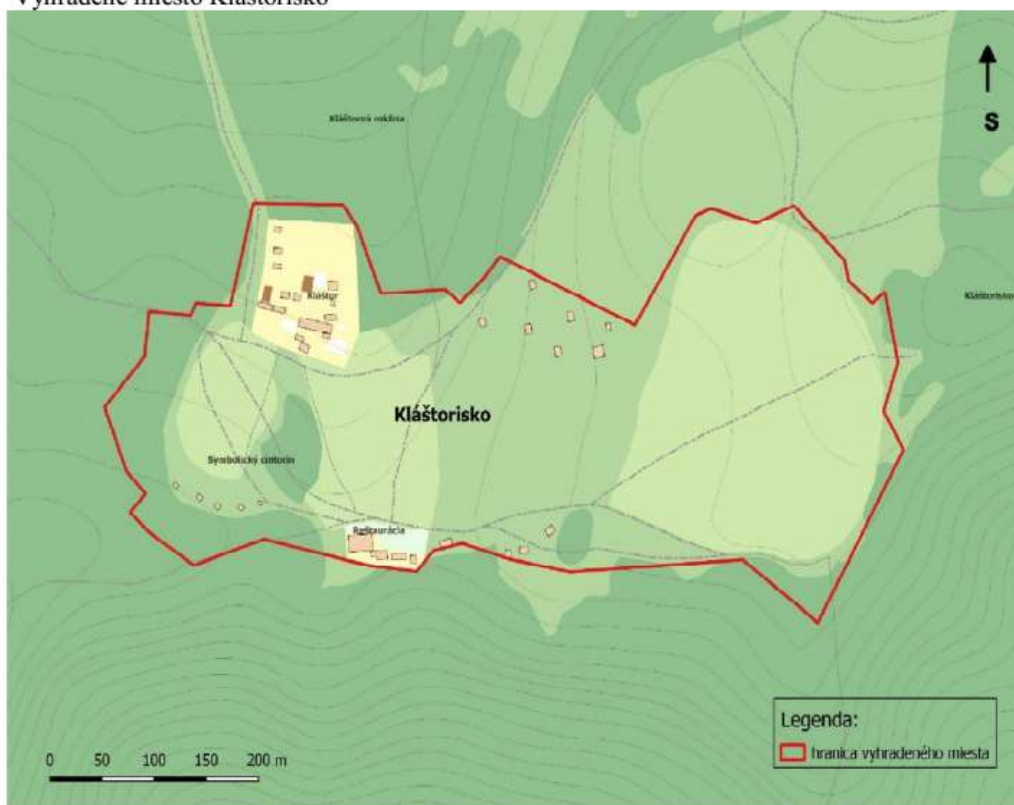 Vyhradené miesto Kláštorisko
S
Kláštorná roklina
Kláštor
Kláštorisko
Kláštorisko
Symbolický cintorín
Reštaurácia
Legenda:
hranica vyhradeného miesta
0 50 100 150 200 m